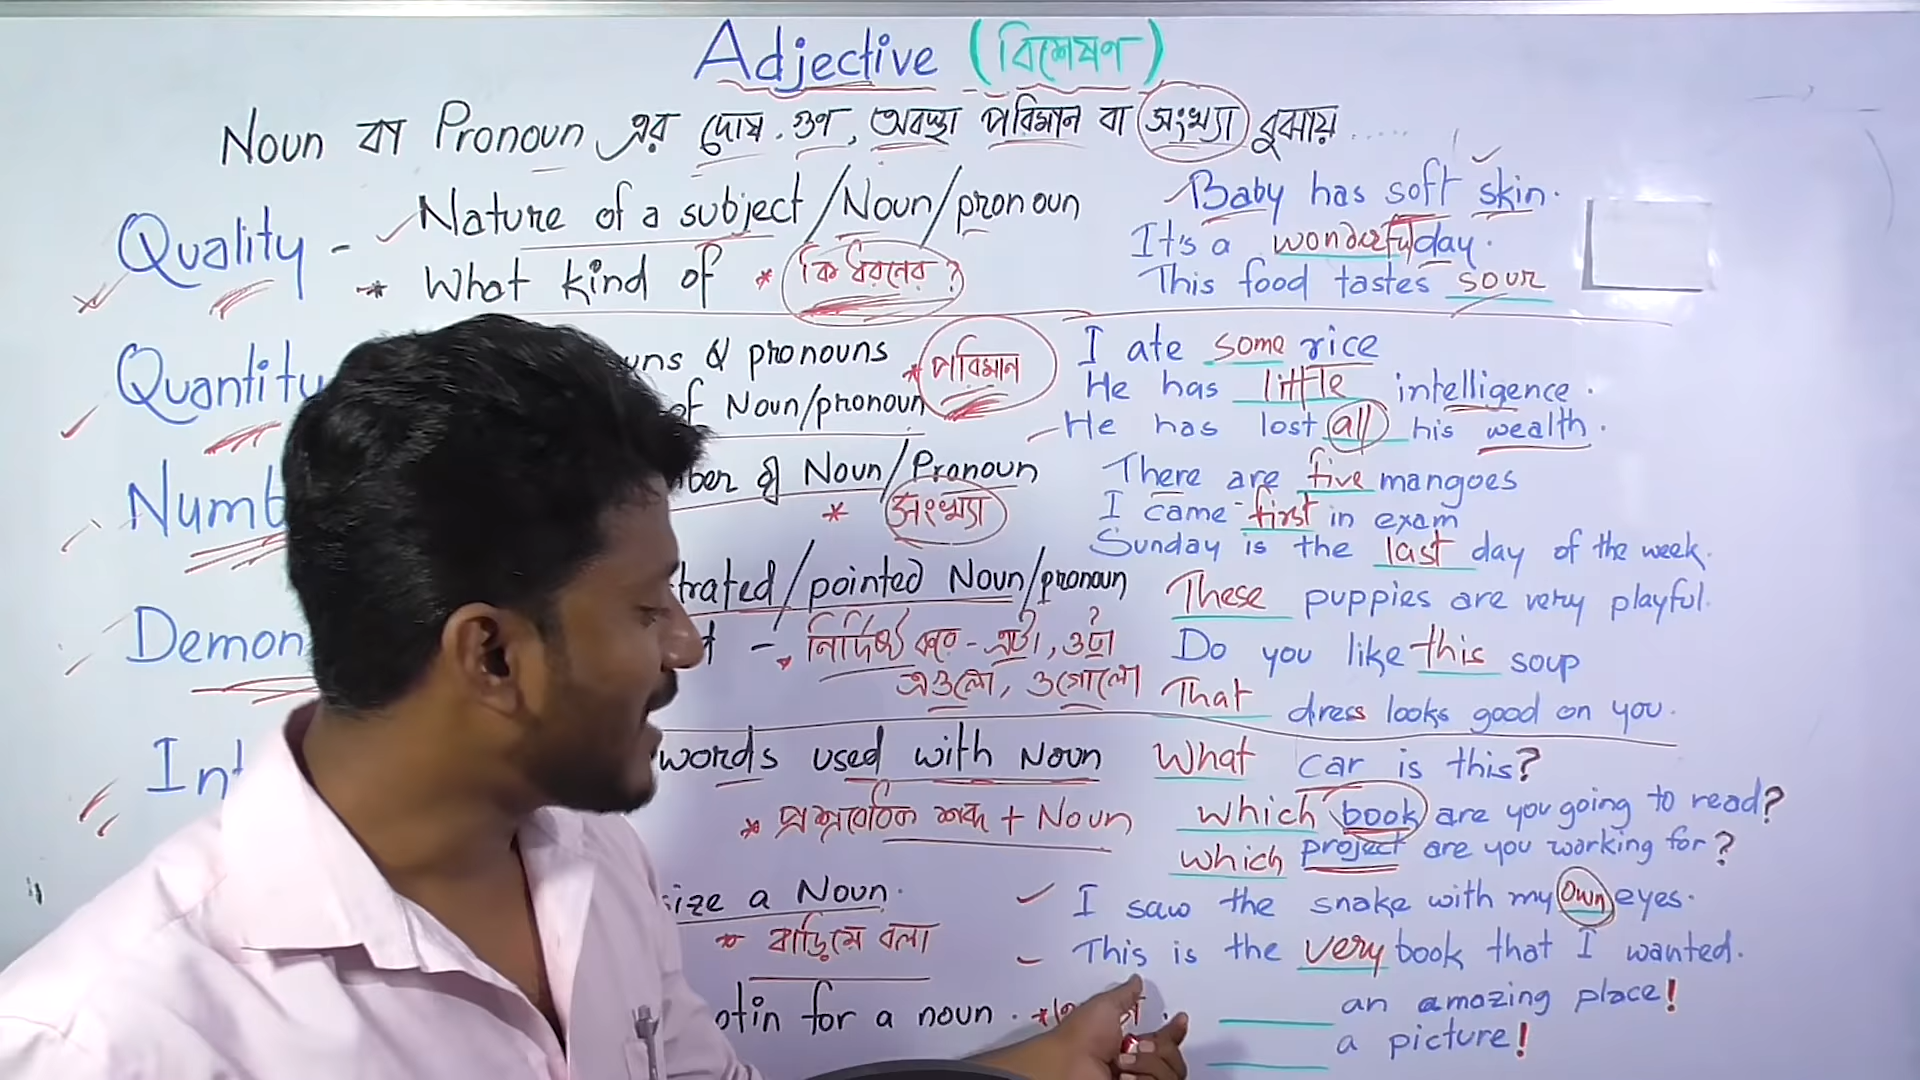 Adjective (বিশেষণ)
Noun বা Pronoun এর দোষ, গুণ, অবস্থা পরিমান বা সংখ্যা বুঝায় ......
Quality - Nature of a subject/Noun/pronoun
* What kind of * কি ধরনের ?
Baby has soft skin.
It's a wonderful day.
This food tastes sour
Quantity
uns & pronouns * পরিমান
of Noun/pronoun
I ate some rice
He has little intelligence.
He has lost all his wealth.
Numb
ber of Noun/Pronoun
* সংখ্যা
There are five mangoes
I came first in exam
Sunday is the last day of the week.
Demon
trated/pointed Noun/pronoun
নির্দিষ্ট করে - এটা, ওটা
এগুলো, ওগোলো
These puppies are very playful.
Do you like this soup
That dress looks good on you.
Int
words used with Noun
* প্রশ্নবোধক শব্দ + Noun
What car is this?
which book are you going to read?
which project are you working for?
size a Noun.
* বাড়িয়ে বলা
I saw the snake with my own eyes.
This is the very book that I wanted.
otin for a noun.
an amazing place!
a picture!